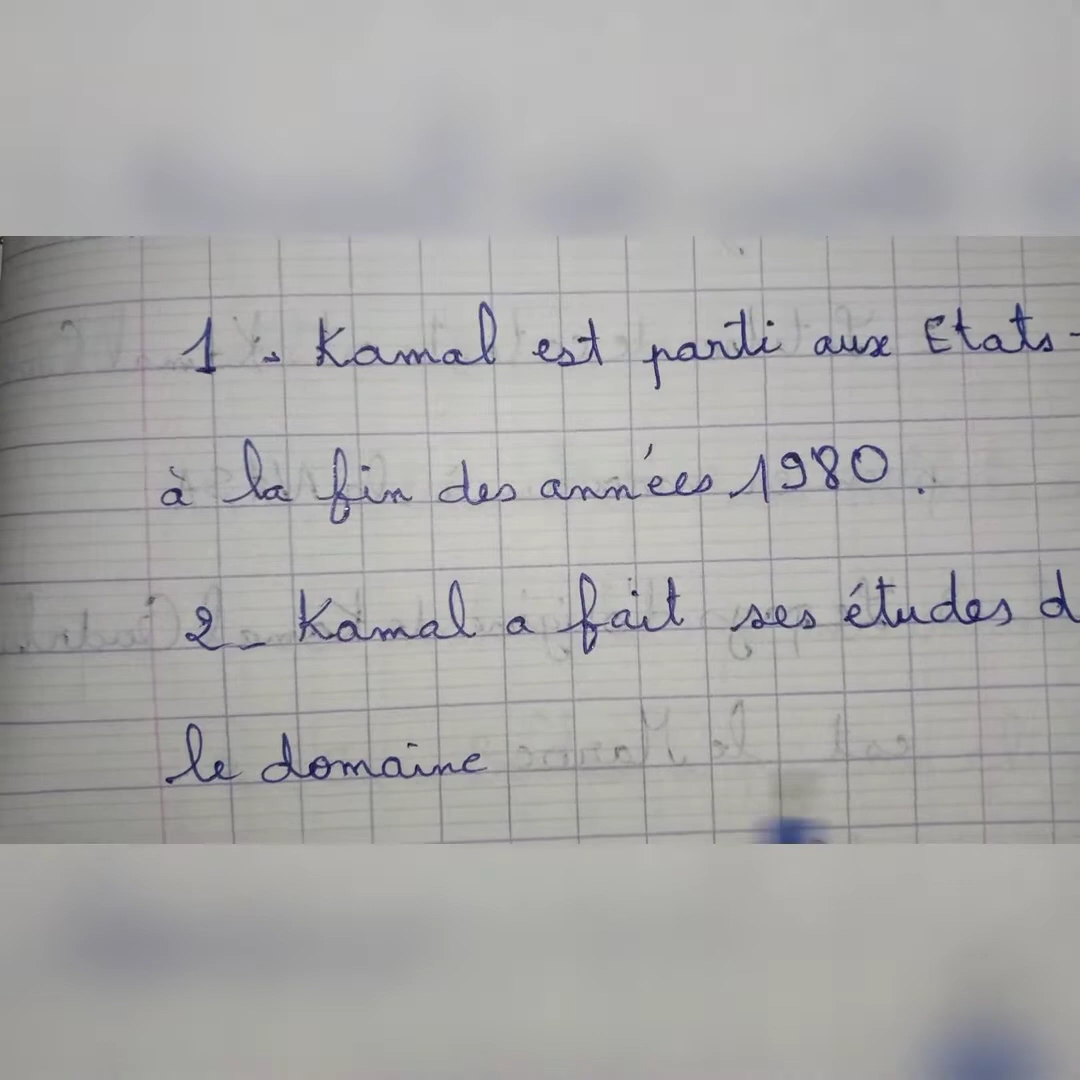 1. Kamal est parti aux Etats-
à la fin des années 1980.
2- Kamal a fait ses études d
le domaine